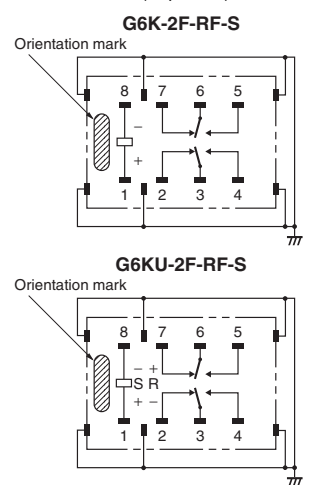 G6K-2F-RF-S
Orientation mark
8 7 6 5
−
+
1 2 3 4
G6KU-2F-RF-S
Orientation mark
8 7 6 5
− +
S R
+ −
1 2 3 4